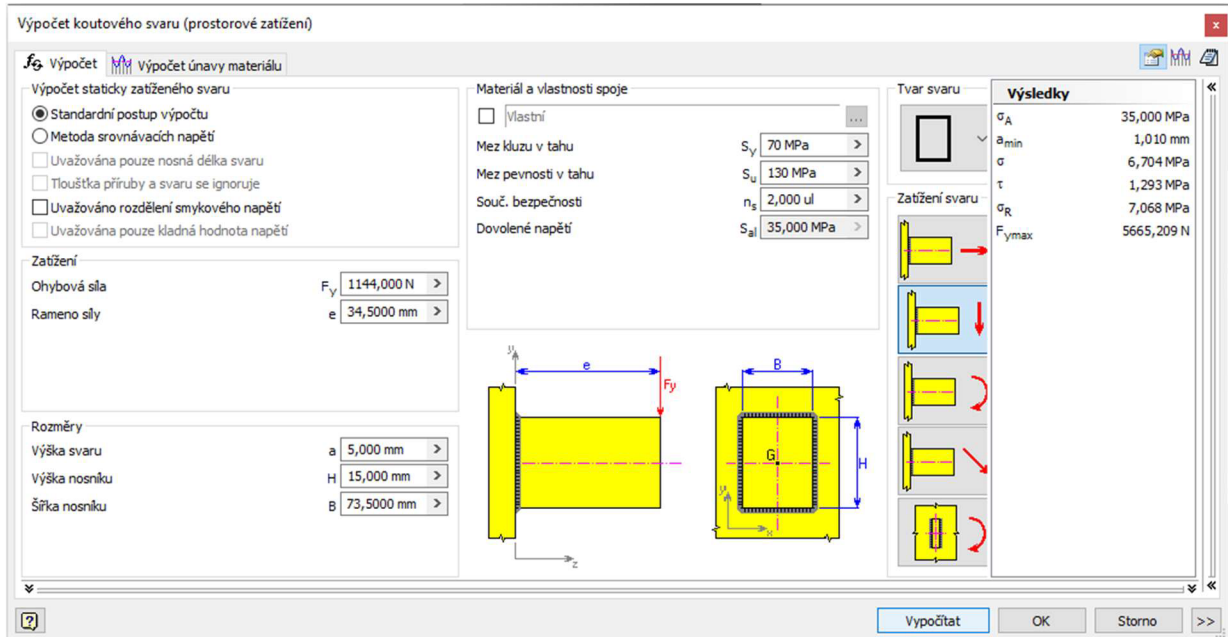 Výpočet koutového svaru (prostorové zatížení)
x
fG Výpočet
Výpočet únavy materiálu
Výpočet staticky zatíženého svaru
Standardní postup výpočtu
Metoda srovnávacích napětí
Uvažována pouze nosná délka svaru
Tloušťka příruby a svaru se ignoruje
Uvažováno rozdělení smykového napětí
Uvažována pouze kladná hodnota napětí
Zatížení
Ohybová síla Fy 1144,000 N >
Rameno síly e 34,5000 mm >
Rozměry
Výška svaru a 5,000 mm >
Výška nosníku H 15,000 mm >
Šířka nosníku B 73,5000 mm >
Materiál a vlastnosti spoje
Vlastní ...
Mez kluzu v tahu Sy 70 MPa >
Mez pevnosti v tahu Su 130 MPa >
Souč. bezpečnosti ns 2,000 ul >
Dovolené napětí Sal 35,000 MPa >
y
e
Fy
z
B
G
H
y
x
Tvar svaru
Zatížení svaru
Výsledky
σA 35,000 MPa
amin 1,010 mm
σ 6,704 MPa
τ 1,293 MPa
σR 7,068 MPa
Fymax 5665,209 N
«
«
?
Vypočítat
OK
Storno
>>